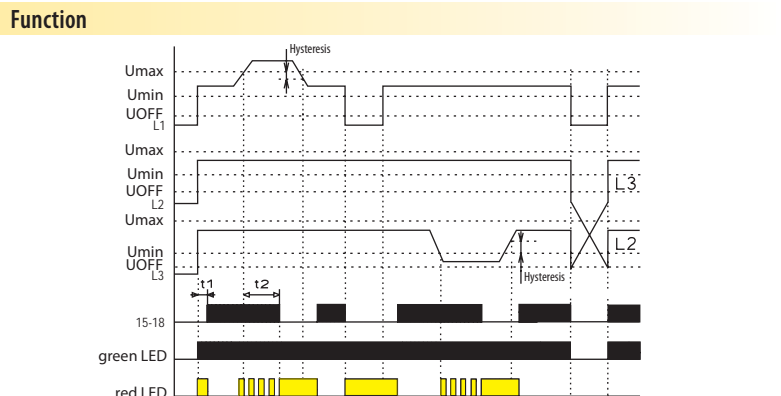 Function
Hysteresis
Umax
Umin
UOFF
L1
Umax
Umin
UOFF
L2
L3
Umax
Umin
UOFF
L3
L2
Hysteresis
t1 t2
15-18
green LED
red LED